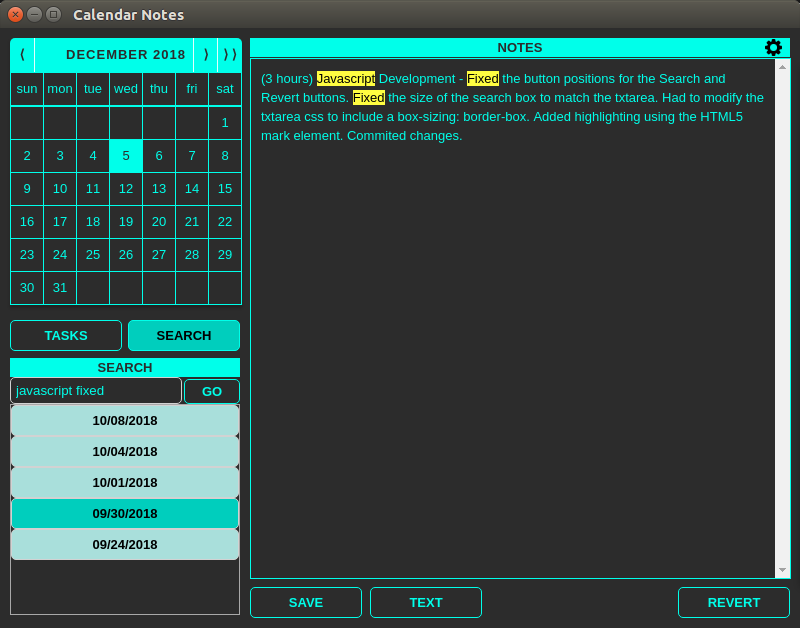 Calendar Notes
⟨ DECEMBER 2018 ⟩ ⟩⟩
sun mon tue wed thu fri sat
1
2 3 4 5 6 7 8
9 10 11 12 13 14 15
16 17 18 19 20 21 22
23 24 25 26 27 28 29
30 31
TASKS SEARCH
SEARCH
javascript fixed GO
10/08/2018
10/04/2018
10/01/2018
09/30/2018
09/24/2018
NOTES
(3 hours) Javascript Development - Fixed the button positions for the Search and
Revert buttons. Fixed the size of the search box to match the txtarea. Had to modify the
txtarea css to include a box-sizing: border-box. Added highlighting using the HTML5
mark element. Commited changes.
SAVE TEXT REVERT